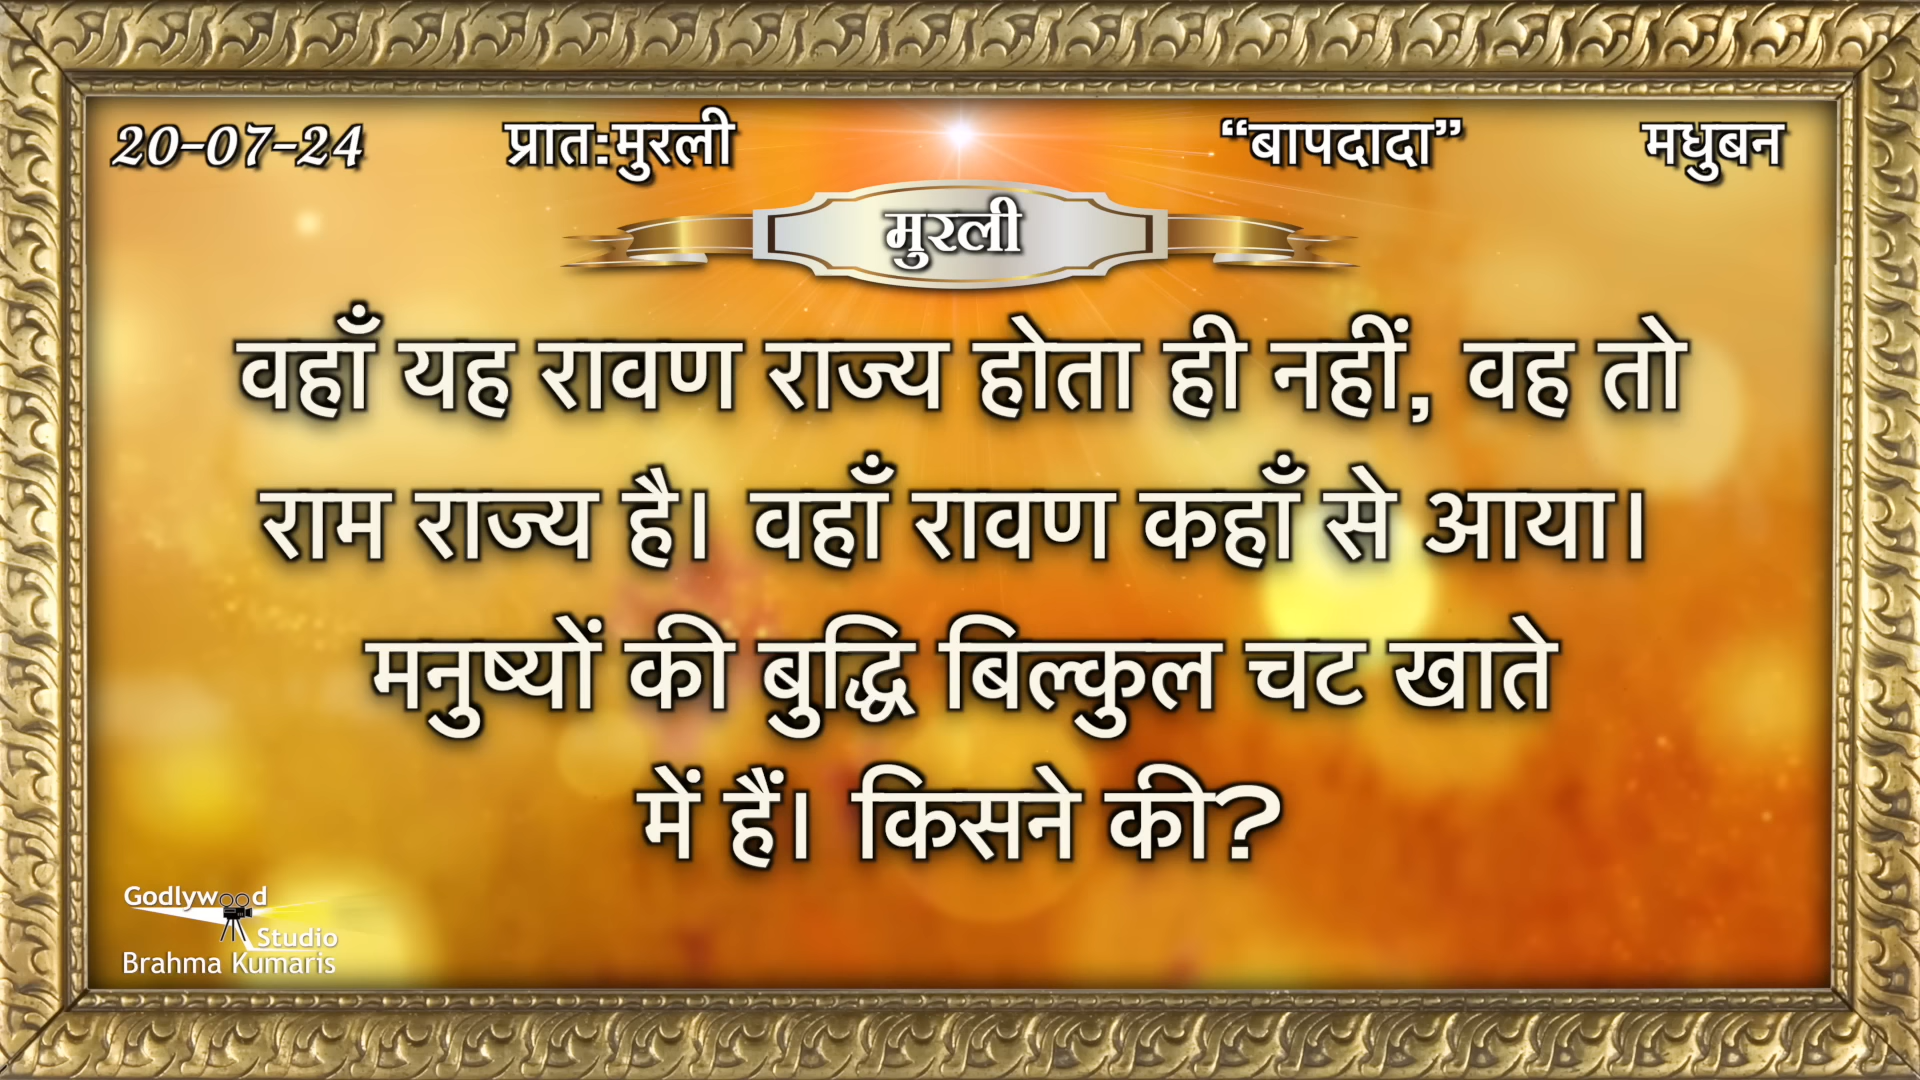 20-07-24 प्रात:मुरली “बापदादा” मधुबन
मुरली
वहाँ यह रावण राज्य होता ही नहीं, वह तो
राम राज्य है। वहाँ रावण कहाँ से आया।
मनुष्यों की बुद्धि बिल्कुल चट खाते
में हैं। किसने की?
Godlywood
Studio
Brahma Kumaris